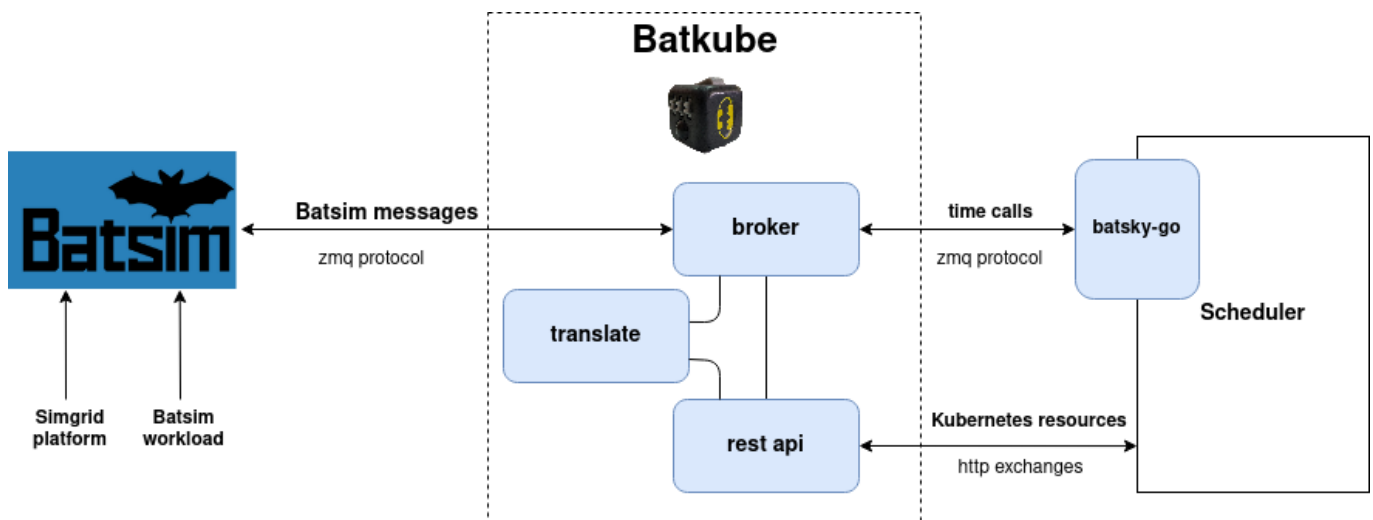 Batkube
Batsim
Batsim messages
zmq protocol
broker
time calls
zmq protocol
batsky-go
Scheduler
translate
Simgrid
platform
Batsim
workload
rest api
Kubernetes resources
http exchanges